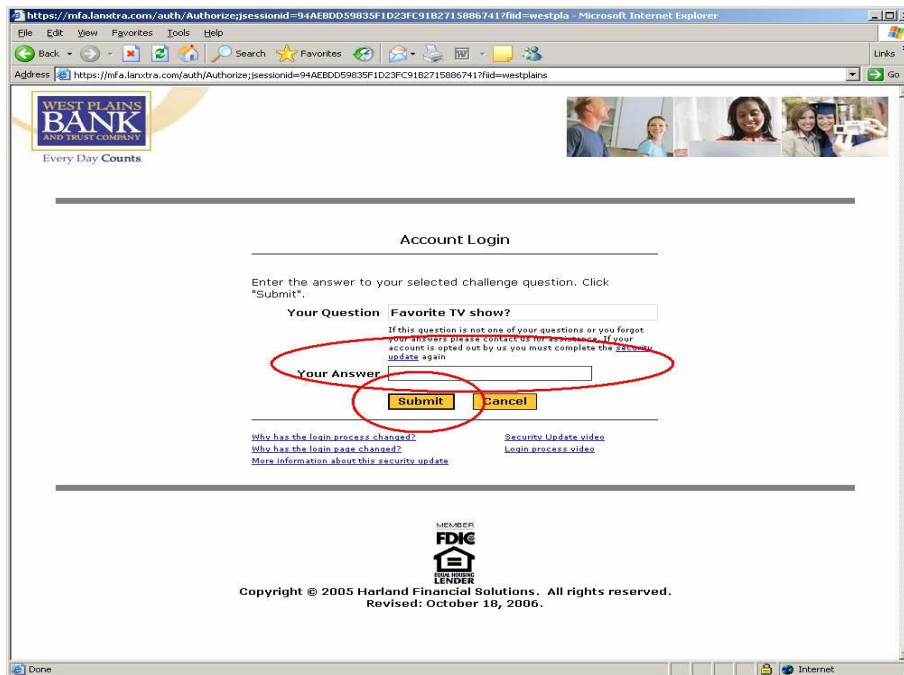 https://mfa.lanxtra.com/auth/Authorize;jsessionid=94AEBDD59835F1D23FC91B2715886741?fiid=westpla - Microsoft Internet Explorer
File Edit View Favorites Tools Help
Back Search Favorites Links
Address https://mfa.lanxtra.com/auth/Authorize;jsessionid=94AEBDD59835F1D23FC91B2715886741?fiid=westplains Go
WEST PLAINS
BANK
AND TRUST COMPANY
Every Day Counts
Account Login
Enter the answer to your selected challenge question. Click
"Submit".
Your Question Favorite TV show?
If this question is not one of your questions or you forgot
your answers please contact us for assistance. If your
account is opted out by us you must complete the security
update again
Your Answer
Submit Cancel
Why has the login process changed? Security Update video
Why has the login page changed? Login process video
More information about this security update
MEMBER
FDIC
EQUAL HOUSING
LENDER
Copyright © 2005 Harland Financial Solutions. All rights reserved.
Revised: October 18, 2006.
Done Internet